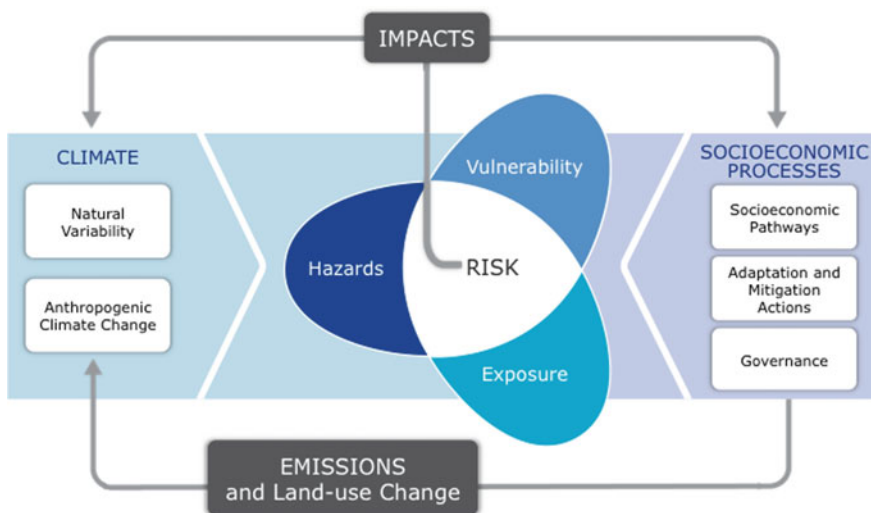 IMPACTS
CLIMATE
Natural
Variability
Anthropogenic
Climate Change
Vulnerability
Hazards
RISK
Exposure
SOCIOECONOMIC
PROCESSES
Socioeconomic
Pathways
Adaptation and
Mitigation
Actions
Governance
EMISSIONS
and Land-use Change